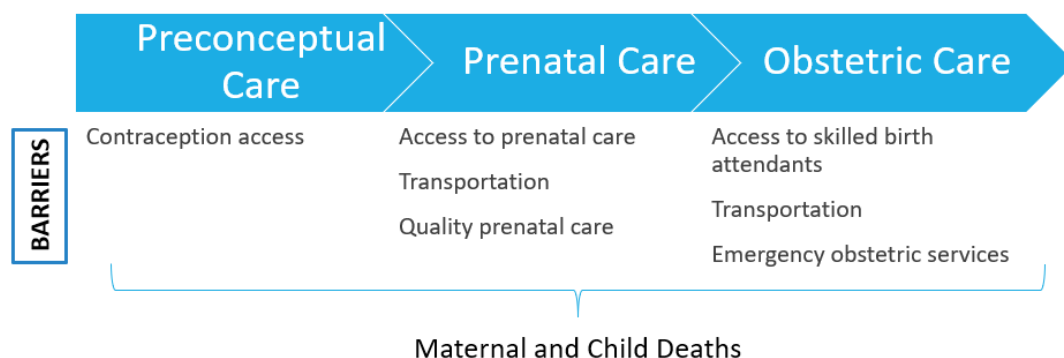 Preconceptual
Care
Prenatal Care
Obstetric Care
BARRIERS
Contraception access
Access to prenatal care
Transportation
Quality prenatal care
Access to skilled birth
attendants
Transportation
Emergency obstetric services
Maternal and Child Deaths